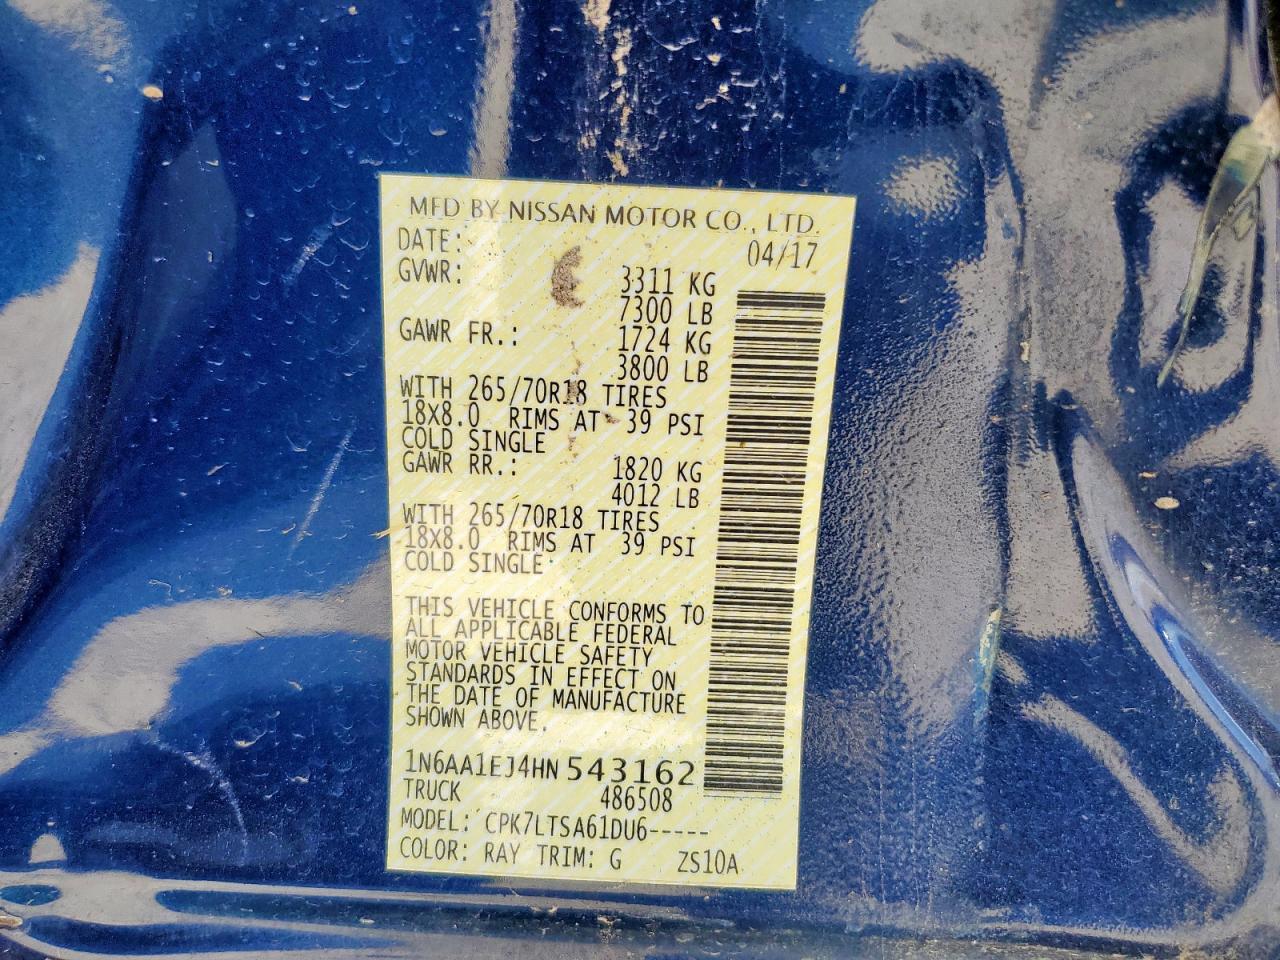 MFD BY NISSAN MOTOR CO., LTD.
DATE: 04/17
GVWR: 3311 KG
7300 LB
GAWR FR.: 1724 KG
3800 LB
WITH 265/70R18 TIRES
18X8.0 RIMS AT 39 PSI
COLD SINGLE
GAWR RR.: 1820 KG
4012 LB
WITH 265/70R18 TIRES
18X8.0 RIMS AT 39 PSI
COLD SINGLE
THIS VEHICLE CONFORMS TO
ALL APPLICABLE FEDERAL
MOTOR VEHICLE SAFETY
STANDARDS IN EFFECT ON
THE DATE OF MANUFACTURE
SHOWN ABOVE.
1N6AA1EJ4HN543162
TRUCK 486508
MODEL: CPK7LTSA61DU6-----
COLOR: RAY TRIM: G ZS10A